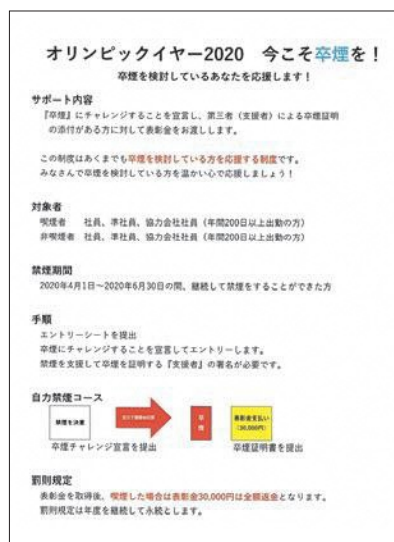 オリンピックイヤー2020　今こそ卒煙を！
卒煙を検討しているあなたを応援します！
サポート内容
『卒煙』にチャレンジすることを宣言し、第三者（支援者）による卒煙証明
の添付がある方に対して表彰金をお渡しします。
この制度はあくまでも卒煙を検討している方を応援する制度です。
みなさんで卒煙を検討している方を温かい心で応援しましょう！
対象者
喫煙者　社員、準社員、協力会社社員（年間200日以上出勤の方）
非喫煙者　社員、準社員、協力会社社員（年間200日以上出勤の方）
禁煙期間
2020年4月1日～2020年6月30日の間、継続して禁煙をすることができた方
手順
エントリーシートを提出
卒煙にチャレンジすることを宣言してエントリーします。
禁煙を支援して卒煙を証明する『支援者』の署名が必要です。
自力禁煙コース
禁煙を決意
卒煙
表彰金支払い
（30,000円）
卒煙チャレンジ宣言を提出　卒煙証明書を提出
罰則規定
表彰金を取得後、喫煙した場合は表彰金30,000円は全額返金となります。
罰則規定は年度を継続して永続とします。